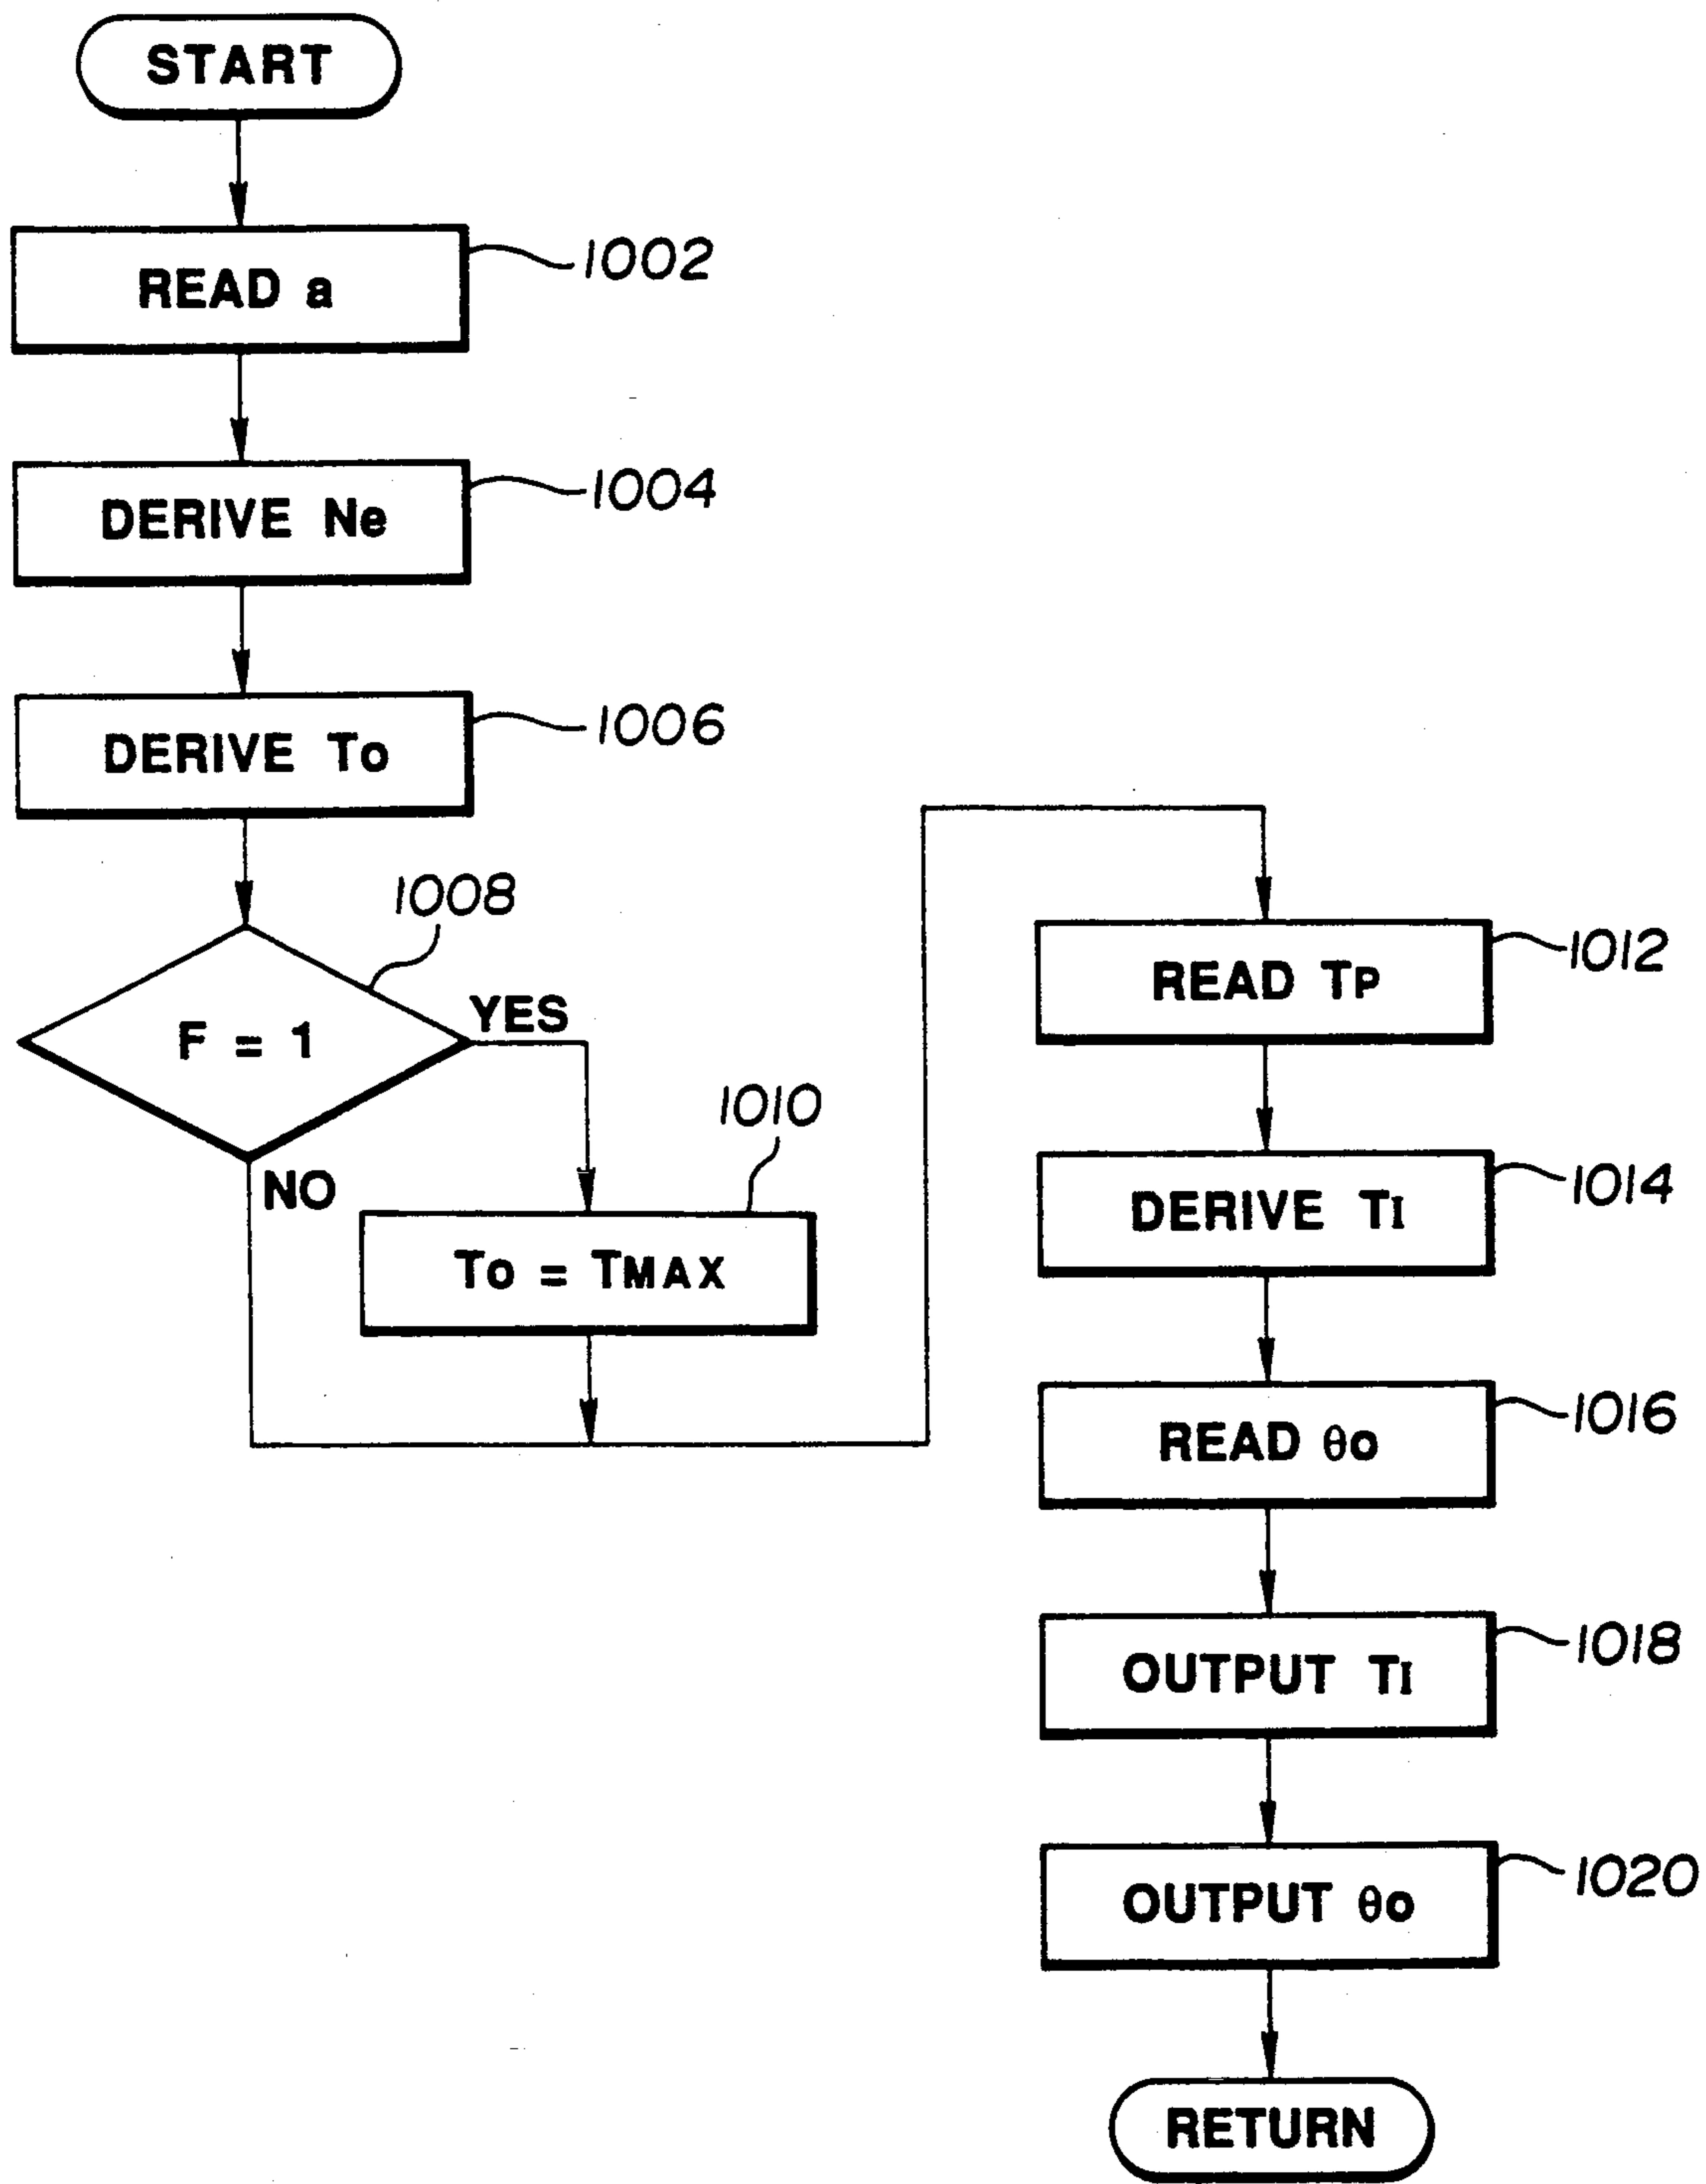 START
READ a
1002
DERIVE Ne
1004
DERIVE To
1006
F = 1
1008
YES
NO
To = TMAX
1010
READ TP
1012
DERIVE TI
1014
READ θo
1016
OUTPUT TI
1018
OUTPUT θo
1020
RETURN